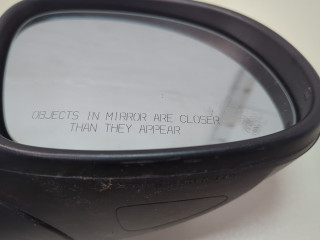 OBJECTS IN MIRROR ARE CLOSER
THAN THEY APPEAR